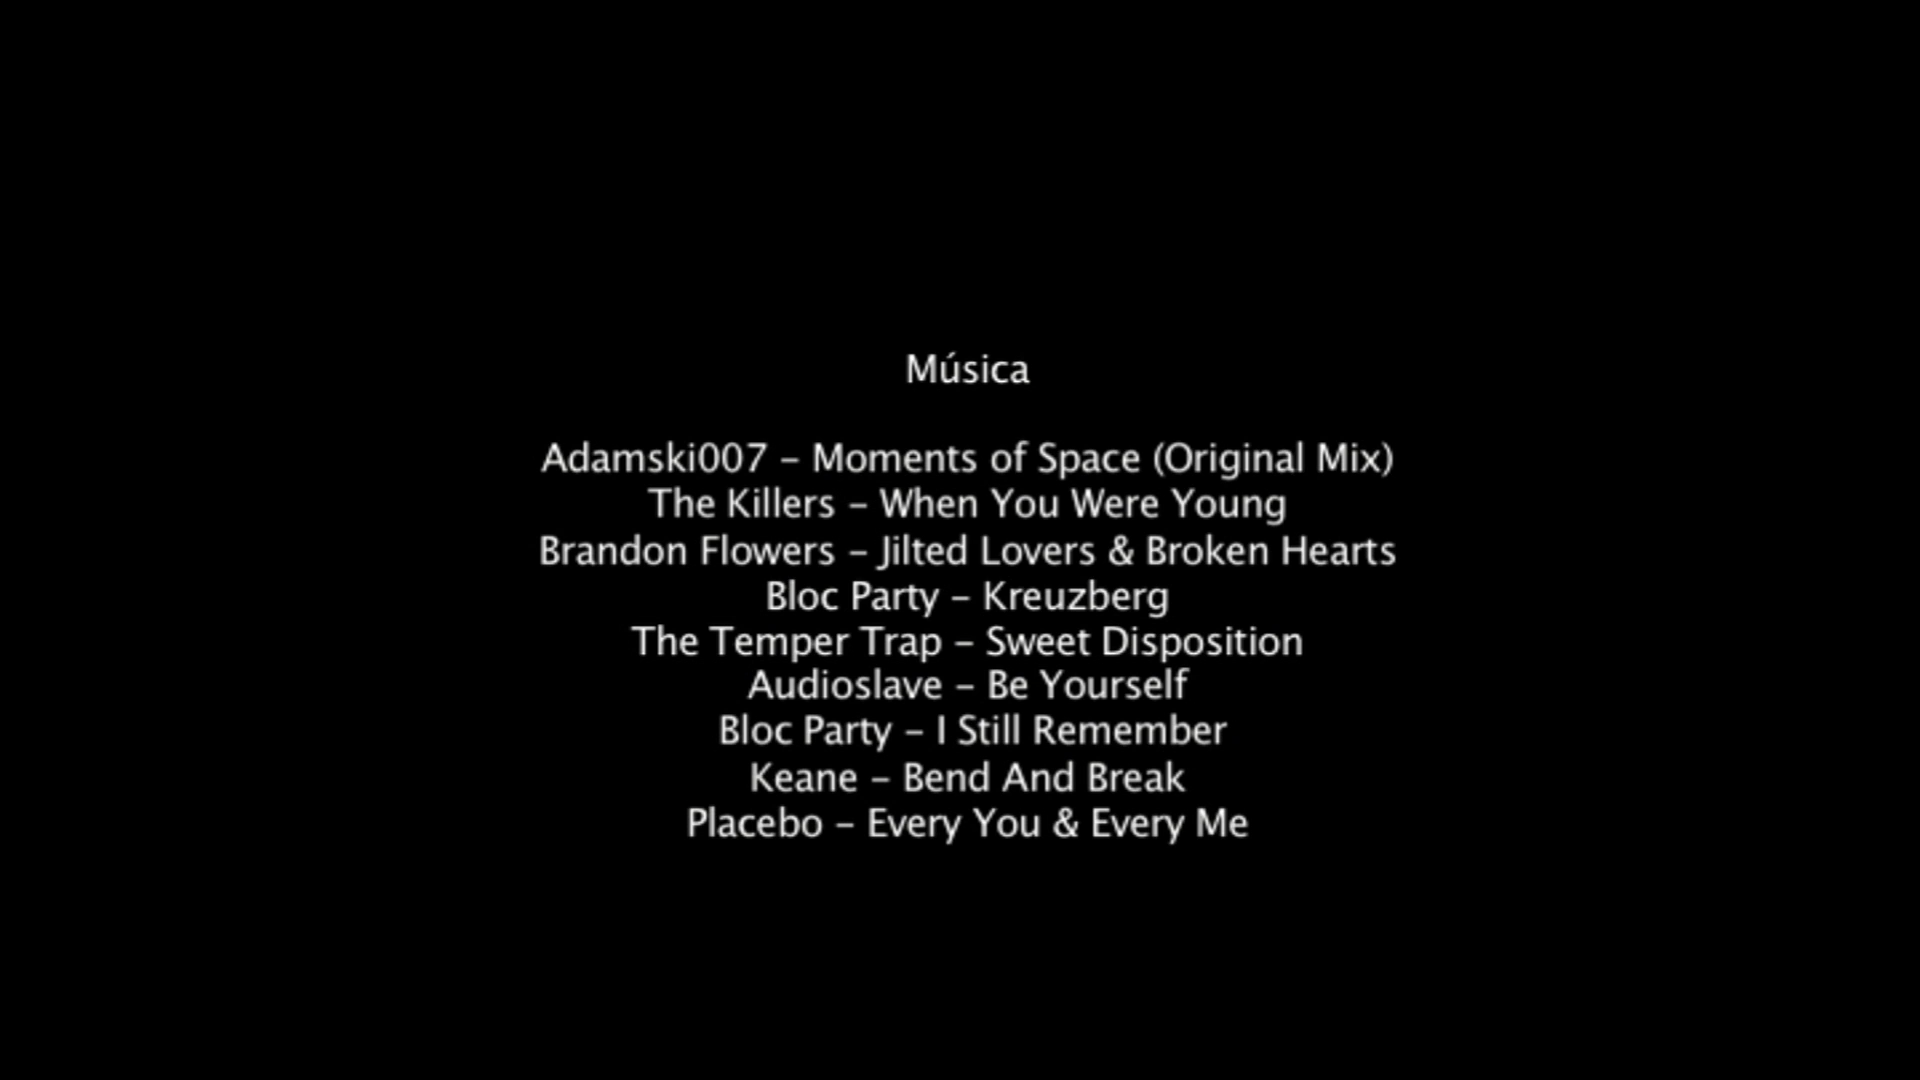 Música
Adamski007 – Moments of Space (Original Mix)
The Killers – When You Were Young
Brandon Flowers – Jilted Lovers & Broken Hearts
Bloc Party – Kreuzberg
The Temper Trap – Sweet Disposition
Audioslave – Be Yourself
Bloc Party – I Still Remember
Keane – Bend And Break
Placebo – Every You & Every Me